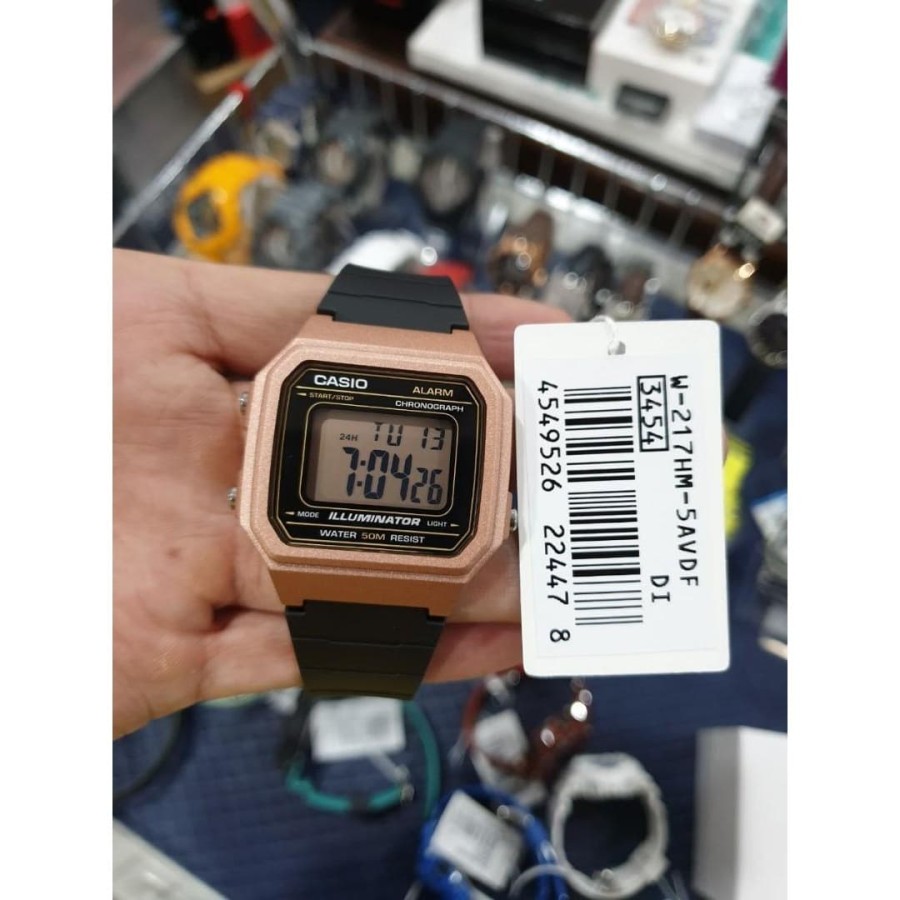 CASIO
ALARM
START/STOP
CHRONOGRAPH
24H
TU 13
7:04 26
MODE
ILLUMINATOR
LIGHT
WATER 50M RESIST
W-217HM-5AVDF
3454
DI
4549526 22447 8